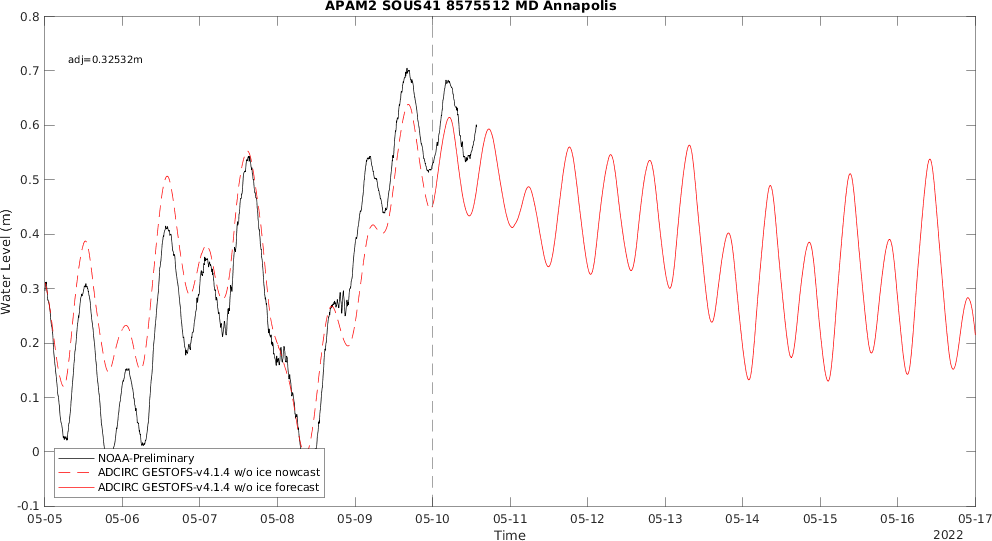 APAM2 SOUS41 8575512 MD Annapolis
0.8
adj=0.32532m
0.7
0.6
0.5
0.4
0.3
0.2
0.1
0
-0.1
Water Level (m)
NOAA-Preliminary
ADCIRC GESTOFS-v4.1.4 w/o ice nowcast
ADCIRC GESTOFS-v4.1.4 w/o ice forecast
05-05 05-06 05-07 05-08 05-09 05-10 05-11 05-12 05-13 05-14 05-15 05-16 05-17
Time
2022